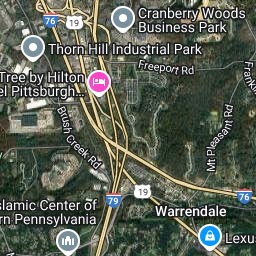 76
19
Cranberry Woods
Business Park
Thorn Hill Industrial Park
Freeport Rd
Tree by Hilton
el Pittsburgh...
Brush Creek Rd
Mt Pleasant Rd
Frankl
19
76
slamic Center of
rn Pennsylvania
79
Warrendale
Lexus